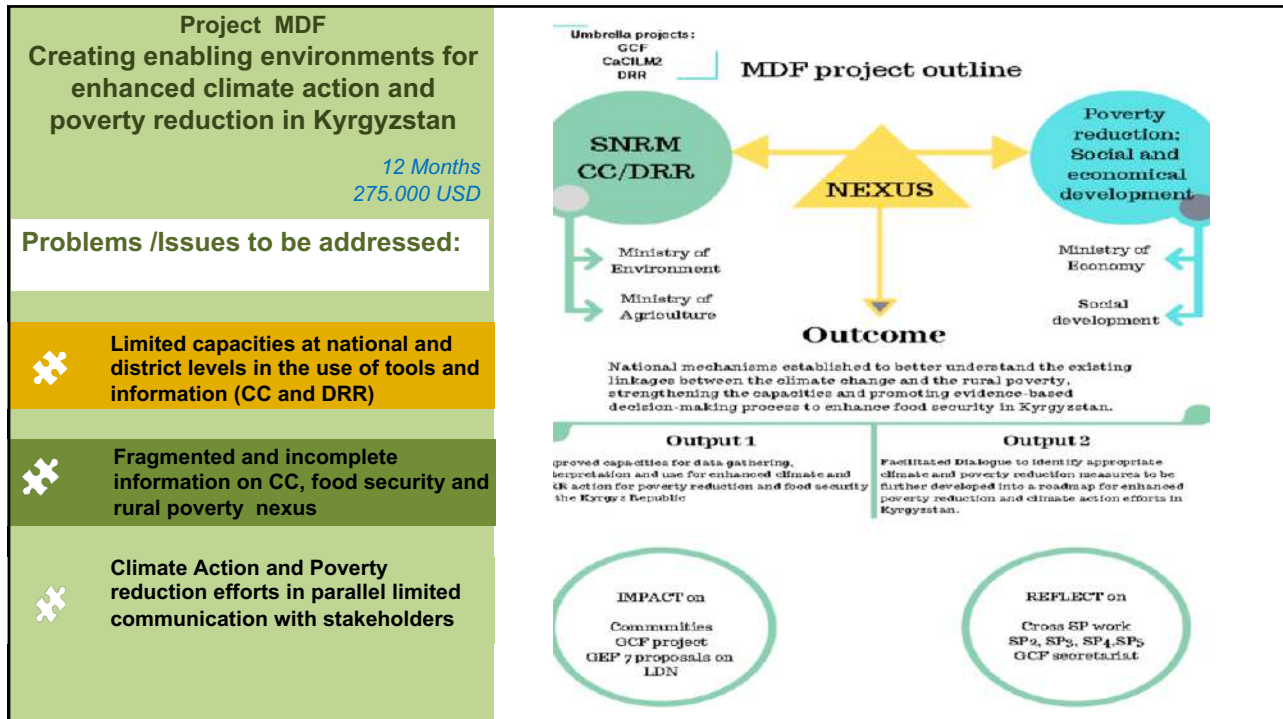 Project MDF
Creating enabling environments for
enhanced climate action and
poverty reduction in Kyrgyzstan
12 Months
275.000 USD
Problems /Issues to be addressed:
Limited capacities at national and
district levels in the use of tools and
information (CC and DRR)
Fragmented and incomplete
information on CC, food security and
rural poverty nexus
Climate Action and Poverty
reduction efforts in parallel limited
communication with stakeholders
Umbrella projects:
GCF
CaCILM2
DRR
MDF project outline
SNRM
CC/DRR
NEXUS
Poverty
reduction:
Social and
economical
development
Ministry of
Environment
Ministry of
Agriculture
Ministry of
Economy
Social
development
Outcome
National mechanisms established to better understand the existing
linkages between the climate change and the rural poverty,
strengthening the capacities and promoting evidence-based
decision-making process to enhance food security in Kyrgyzstan.
Output 1
proved capacities for data gathering,
terpretation and use for enhanced climate and
RR action for poverty reduction and food security
the Kyrgyz Republic
Output 2
Facilitated Dialogue to identify appropriate
climate and poverty reduction measures to be
further developed into a roadmap for enhanced
poverty reduction and climate action efforts in
Kyrgyzstan.
IMPACT on
Communities
GCF project
GEF 7 proposals on
LDN
REFLECT on
Cross SP work
SP2, SP3, SP4,SP5
GCF secretariat